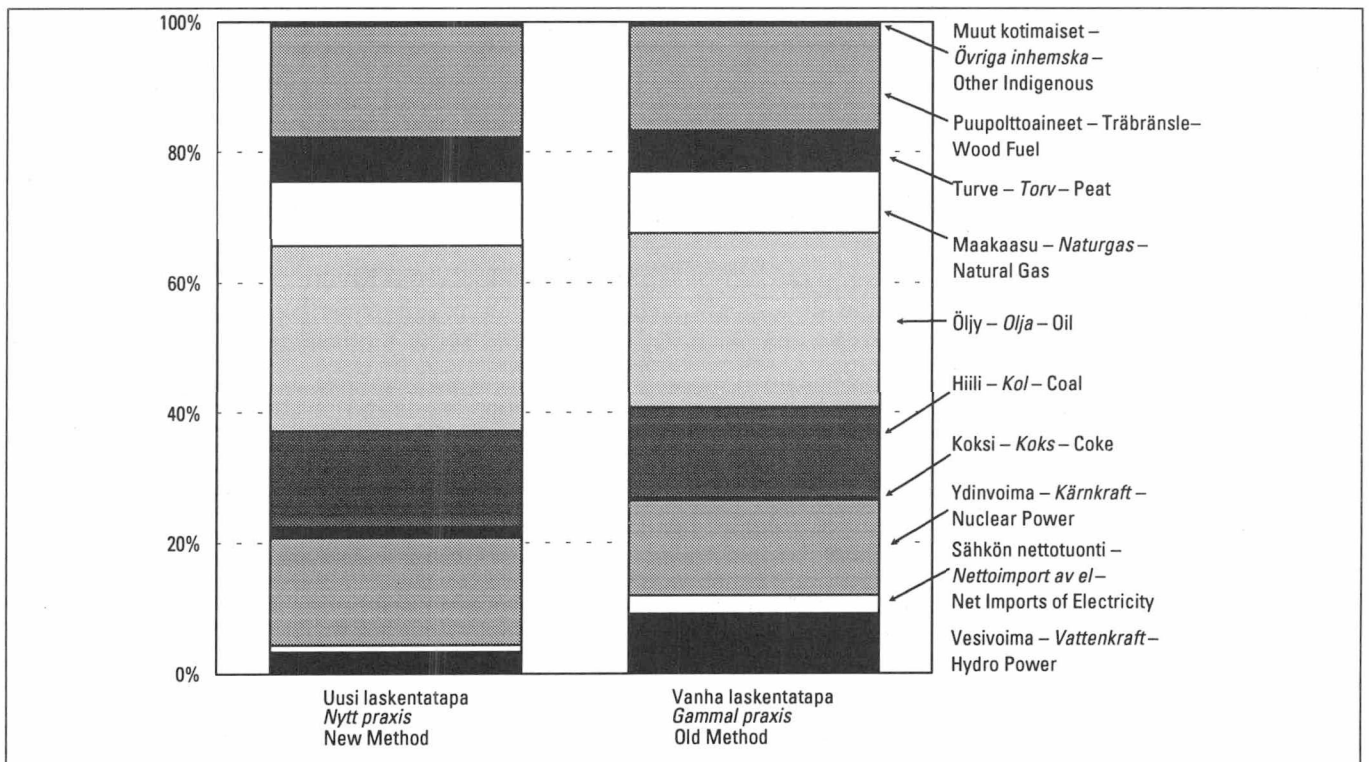 100%
80%
60%
40%
20%
0%
Muut kotimaiset –
Övriga inhemska –
Other Indigenous
Puupolttoaineet – Träbränsle–
Wood Fuel
Turve – Torv – Peat
Maakaasu – Naturgas –
Natural Gas
Öljy – Olja – Oil
Hiili – Kol – Coal
Koksi – Koks – Coke
Ydinvoima – Kärnkraft –
Nuclear Power
Sähkön nettotuonti –
Nettoimport av el –
Net Imports of Electricity
Vesivoima – Vattenkraft –
Hydro Power
Uusi laskentatapa
Nytt praxis
New Method
Vanha laskentatapa
Gammal praxis
Old Method